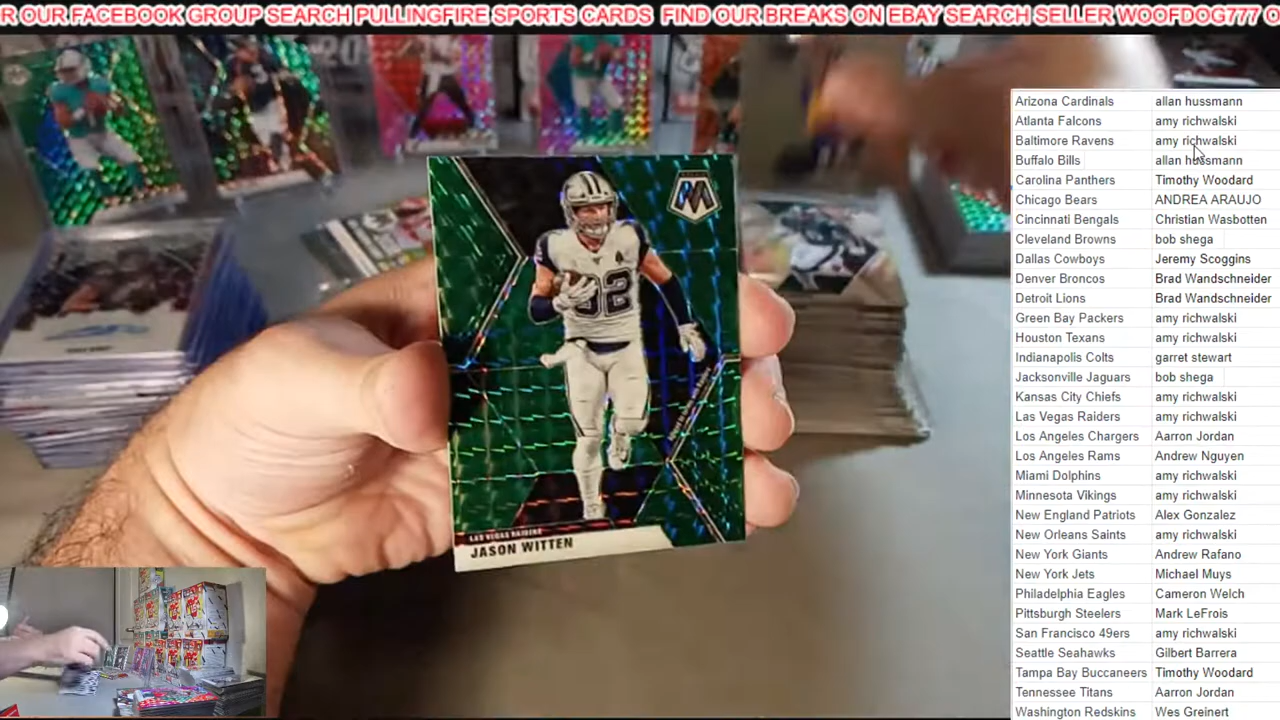 R OUR FACEBOOK GROUP SEARCH PULLINGFIRE SPORTS CARDS FIND OUR BREAKS ON EBAY SEARCH SELLER WOOFDOG777 O
Arizona Cardinals allan hussmann
Atlanta Falcons amy richwalski
Baltimore Ravens amy richwalski
Buffalo Bills allan hussmann
Carolina Panthers Timothy Woodard
Chicago Bears ANDREA ARAUJO
Cincinnati Bengals Christian Wasbotten
Cleveland Browns bob shega
Dallas Cowboys Jeremy Scoggins
Denver Broncos Brad Wandschneider
Detroit Lions Brad Wandschneider
Green Bay Packers amy richwalski
Houston Texans amy richwalski
Indianapolis Colts garret stewart
Jacksonville Jaguars bob shega
Kansas City Chiefs amy richwalski
Las Vegas Raiders amy richwalski
Los Angeles Chargers Aarron Jordan
Los Angeles Rams Andrew Nguyen
Miami Dolphins amy richwalski
Minnesota Vikings amy richwalski
New England Patriots Alex Gonzalez
New Orleans Saints amy richwalski
New York Giants Andrew Rafano
New York Jets Michael Muys
Philadelphia Eagles Cameron Welch
Pittsburgh Steelers Mark LeFrois
San Francisco 49ers amy richwalski
Seattle Seahawks Gilbert Barrera
Tampa Bay Buccaneers Timothy Woodard
Tennessee Titans Aarron Jordan
Washington Redskins Wes Greinert
82
LAS VEGAS RAIDERS
JASON WITTEN